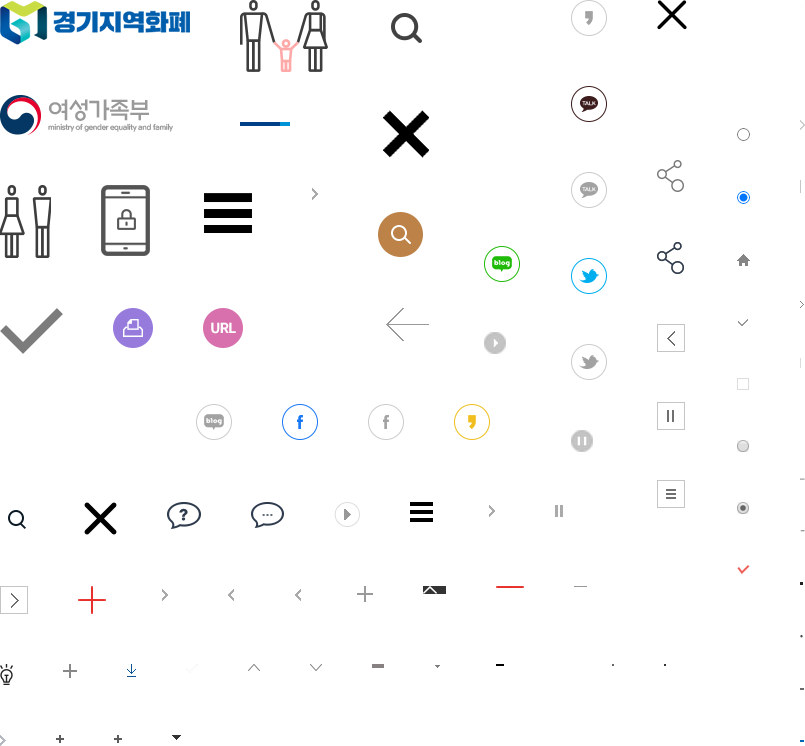 경기지역화폐
여성가족부
ministry of gender equality and family
TALK
TALK
blog
URL
blog